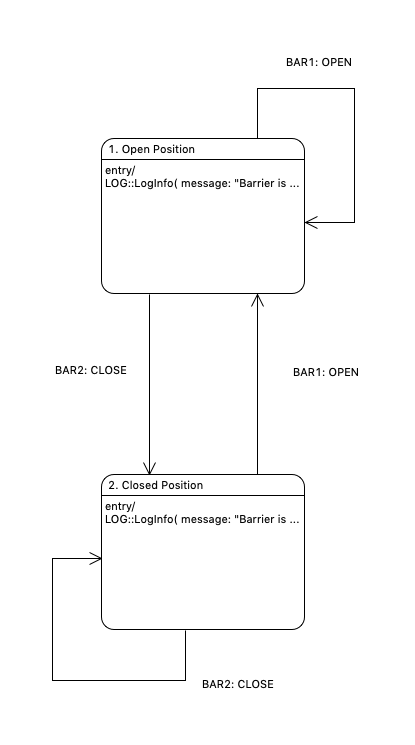 BAR1: OPEN
1. Open Position
entry/
LOG::LogInfo( message: "Barrier is ...
BAR2: CLOSE
BAR1: OPEN
2. Closed Position
entry/
LOG::LogInfo( message: "Barrier is ...
BAR2: CLOSE